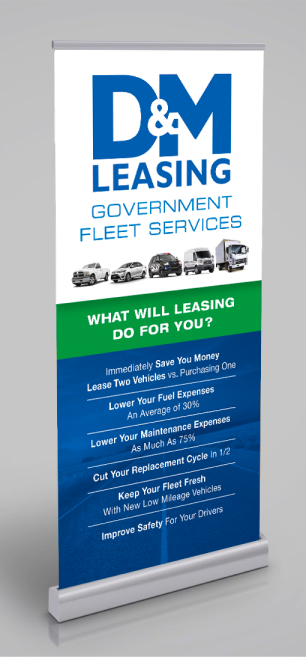 D&M
LEASING
GOVERNMENT
FLEET SERVICES
WHAT WILL LEASING
DO FOR YOU?
Immediately Save You Money
Lease Two Vehicles vs. Purchasing One
Lower Your Fuel Expenses
An Average of 30%
Lower Your Maintenance Expenses
As Much As 75%
Cut Your Replacement Cycle In 1/2
Keep Your Fleet Fresh
With New Low Mileage Vehicles
Improve Safety For Your Drivers